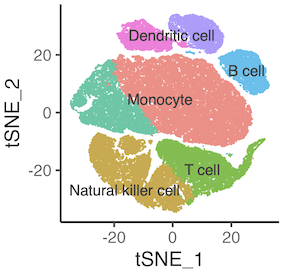 Dendritic cell
B cell
Monocyte
T cell
Natural killer cell
tSNE_2
20
0
-20
-20
0
20
tSNE_1